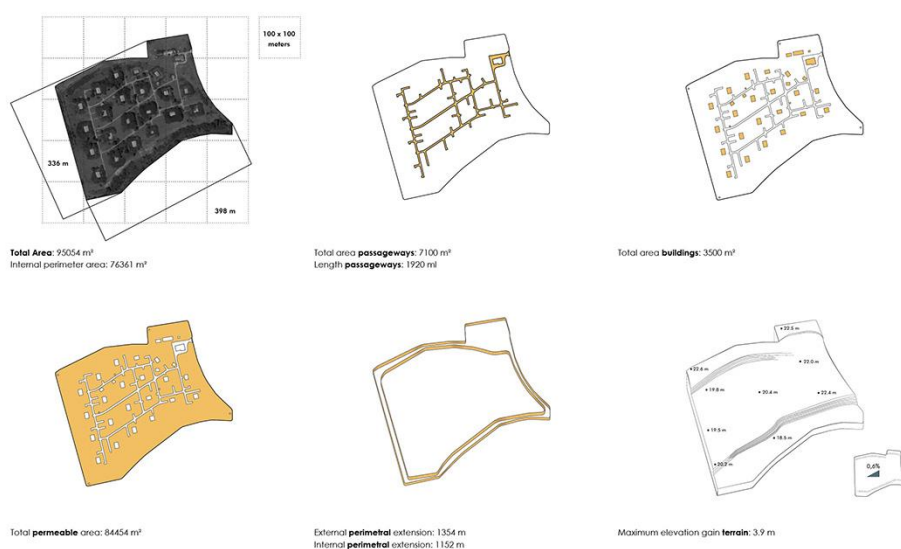 100 x 100
meters
336 m
398 m
Total Area: 95054 m²
Internal perimeter area: 76361 m²
Total area passageways: 7100 m²
Length passageways: 1920 ml
Total area buildings: 3500 m²
22.5 m
22.6 m
22.0 m
19.8 m
20.6 m
22.4 m
19.5 m
18.5 m
20.2 m
0,6%
Total permeable area: 84454 m²
External perimetral extension: 1354 m
Internal perimetral extension: 1152 m
Maximum elevation gain terrain: 3.9 m